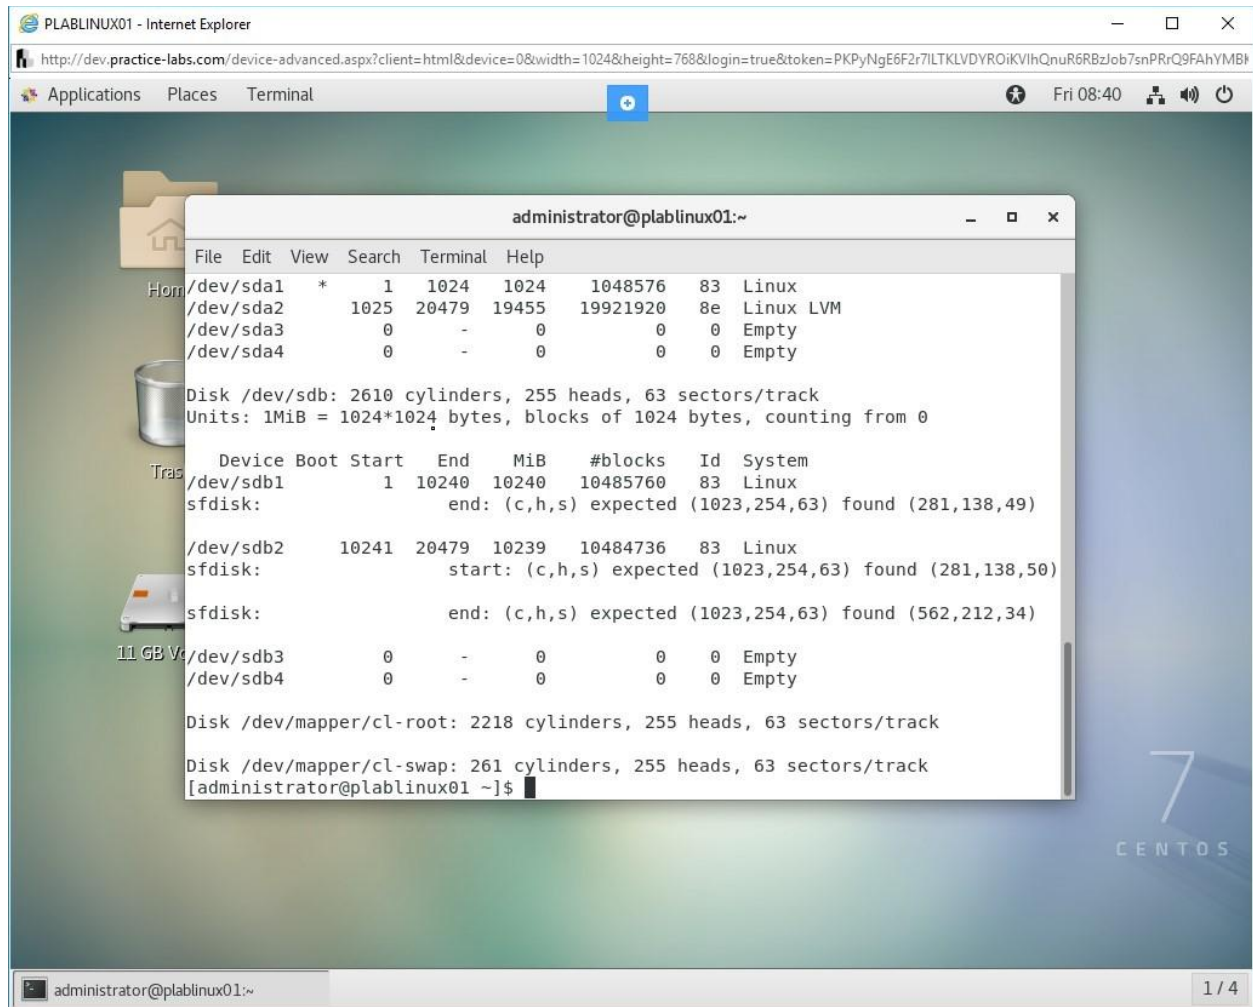 PLABLINUX01 - Internet Explorer
http://dev.practice-labs.com/device-advanced.aspx?client=html&device=0&width=1024&height=768&login=true&token=
Applications Places Terminal Fri 08:40
administrator@plablinux01:~
File Edit View Search Terminal Help
/dev/sda1 * 1 1024 1024 1048576 83 Linux
/dev/sda2 1025 20479 19455 19921920 8e Linux LVM
/dev/sda3 0 - 0 0 0 Empty
/dev/sda4 0 - 0 0 0 Empty
Disk /dev/sdb: 2610 cylinders, 255 heads, 63 sectors/track
Units: 1MiB = 1024*1024 bytes, blocks of 1024 bytes, counting from 0
Device Boot Start End MiB #blocks Id System
/dev/sdb1 1 10240 10240 10485760 83 Linux
sfdisk: end: (c,h,s) expected (1023,254,63) found (281,138,49)
/dev/sdb2 10241 20479 10239 10484736 83 Linux
sfdisk: start: (c,h,s) expected (1023,254,63) found (281,138,50)
sfdisk: end: (c,h,s) expected (1023,254,63) found (562,212,34)
/dev/sdb3 0 - 0 0 0 Empty
/dev/sdb4 0 - 0 0 0 Empty
Disk /dev/mapper/cl-root: 2218 cylinders, 255 heads, 63 sectors/track
Disk /dev/mapper/cl-swap: 261 cylinders, 255 heads, 63 sectors/track
[administrator@plablinux01 ~]$
Hom
Tras
11 GB Vo
7
CENTOS
administrator@plablinux01:~
1 / 4